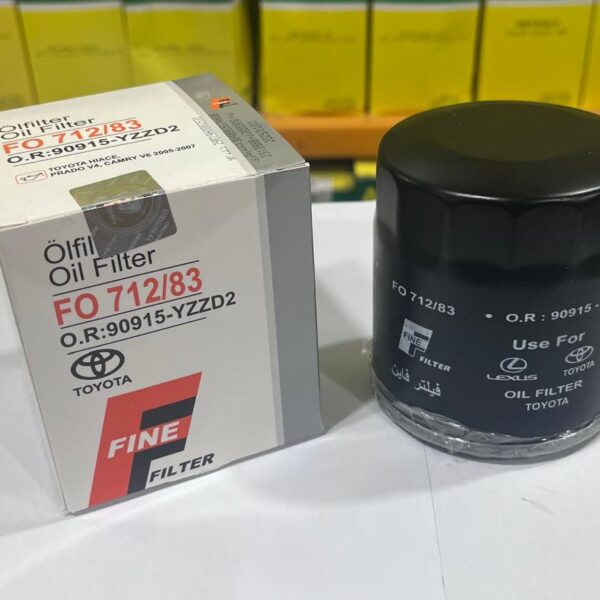 Ölfilter
Oil Filter
FO 712/83
O.R:90915-YZZD2
TOYOTA HIACE,
PRADO V4, CAMRY V6 2005-2007
Ölfil
Oil Filter
FO 712/83
O.R:90915-YZZD2
TOYOTA
FINE
FILTER
FO 712/83 • O.R : 90915 -
FINE
FILTER
فيلتر فاين
Use For
LEXUS
TOYOTA
OIL FILTER
TOYOTA